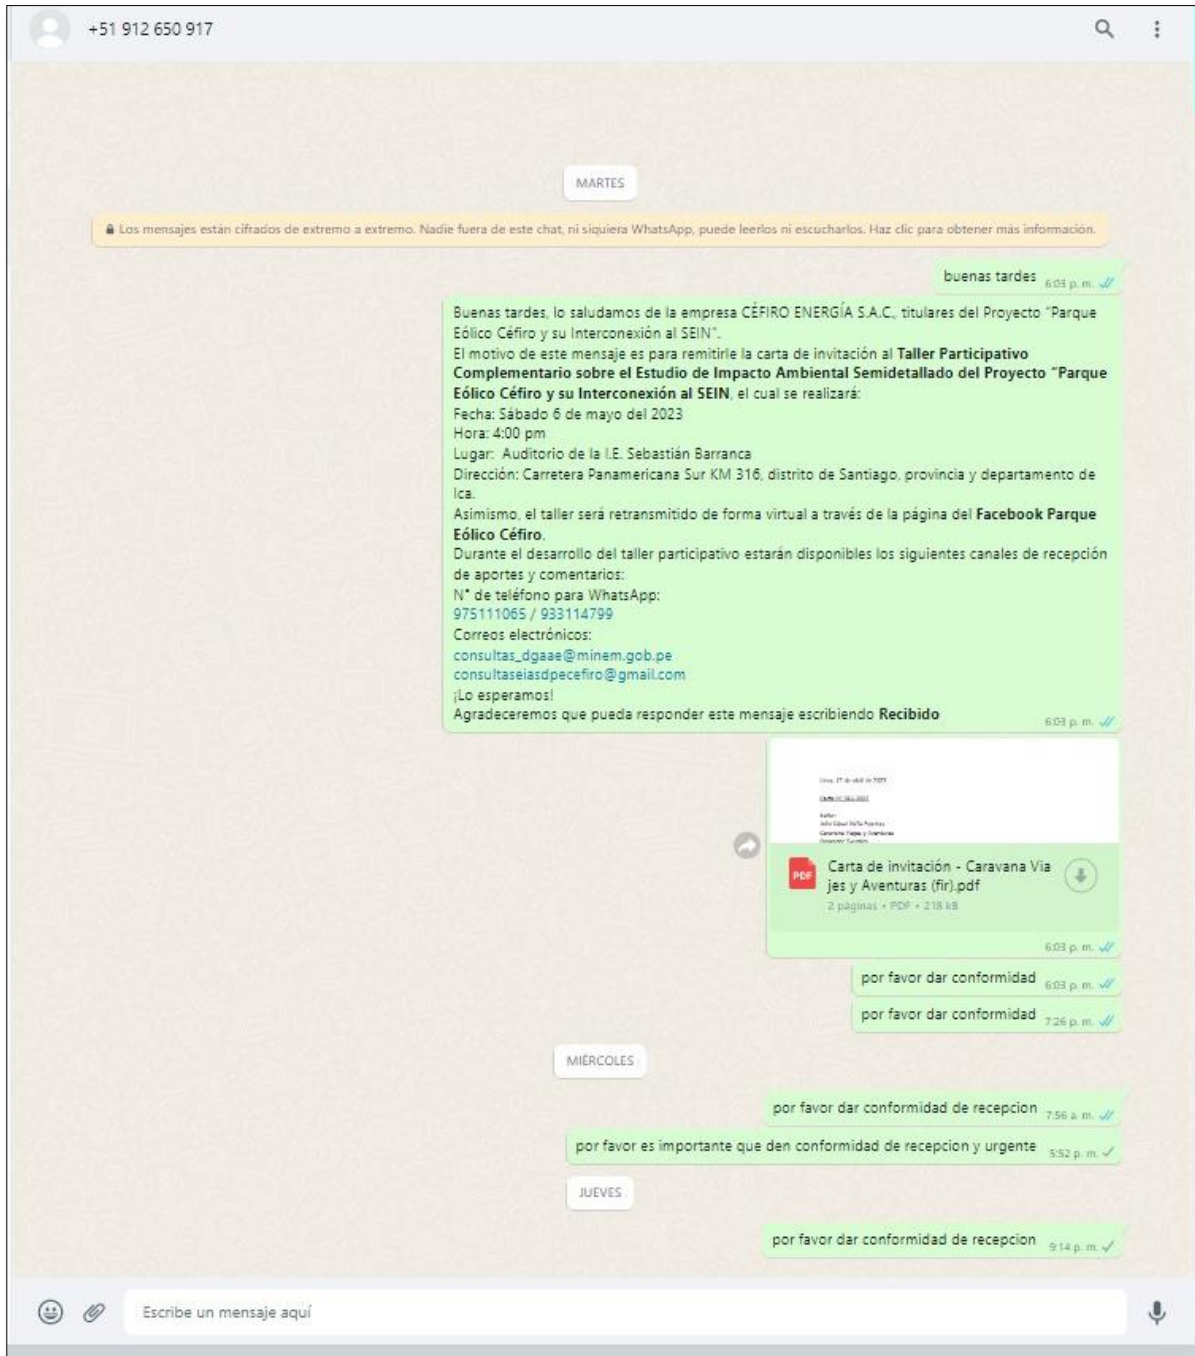 +51 912 650 917
MARTES
Los mensajes están cifrados de extremo a extremo. Nadie fuera de este chat, ni siquiera WhatsApp, puede leerlos ni escucharlos. Haz clic para obtener más información.
buenas tardes 6:03 p. m.
Buenas tardes, lo saludamos de la empresa CÉFIRO ENERGÍA S.A.C., titulares del Proyecto "Parque
Eólico Céfiro y su Interconexión al SEIN".
El motivo de este mensaje es para remitirle la carta de invitación al Taller Participativo
Complementario sobre el Estudio de Impacto Ambiental Semidetallado del Proyecto "Parque
Eólico Céfiro y su Interconexión al SEIN, el cual se realizará:
Fecha: Sábado 6 de mayo del 2023
Hora: 4:00 pm
Lugar: Auditorio de la I.E. Sebastián Barranca
Dirección: Carretera Panamericana Sur KM 316, distrito de Santiago, provincia y departamento de
Ica.
Asimismo, el taller será retransmitido de forma virtual a través de la página del Facebook Parque
Eólico Céfiro.
Durante el desarrollo del taller participativo estarán disponibles los siguientes canales de recepción
de aportes y comentarios:
N° de teléfono para WhatsApp:
975111065 / 933114799
Correos electrónicos:
consultas_dgaae@minem.gob.pe
consultaseiasdpecefiro@gmail.com
¡Lo esperamos!
Agradeceremos que pueda responder este mensaje escribiendo Recibido 6:03 p. m.
PDF
Carta de invitación - Caravana Via
jes y Aventuras (fir).pdf
2 páginas • PDF • 218 kB
6:03 p. m.
por favor dar conformidad 6:03 p. m.
por favor dar conformidad 7:26 p. m.
MIÉRCOLES
por favor dar conformidad de recepcion 7:56 a. m.
por favor es importante que den conformidad de recepcion y urgente 5:52 p. m.
JUEVES
por favor dar conformidad de recepcion 9:14 p. m.
Escribe un mensaje aquí